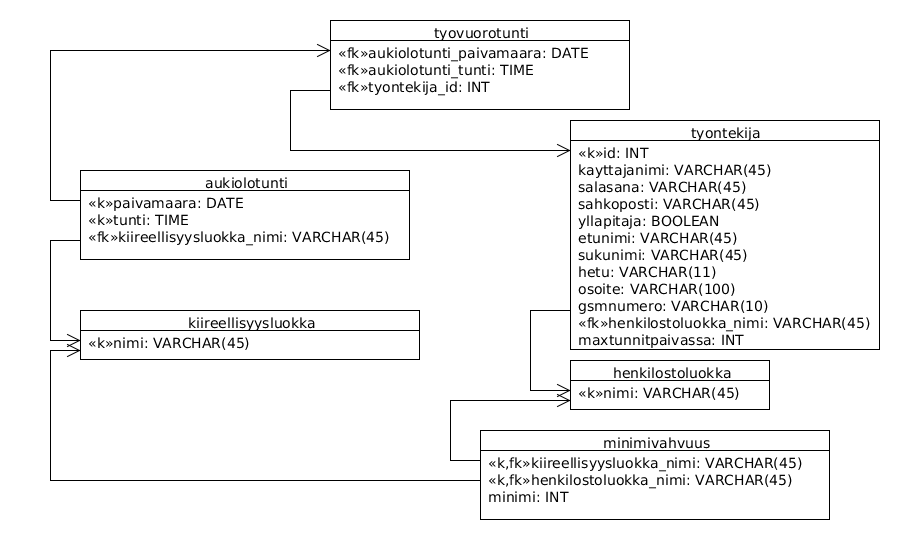 tyovuorotunti
«fk»aukiolotunti_paivamaara: DATE
«fk»aukiolotunti_tunti: TIME
«fk»tyontekija_id: INT
tyontekija
«k»id: INT
kayttajanimi: VARCHAR(45)
salasana: VARCHAR(45)
sahkoposti: VARCHAR(45)
yllapitaja: BOOLEAN
etunimi: VARCHAR(45)
sukunimi: VARCHAR(45)
hetu: VARCHAR(11)
osoite: VARCHAR(100)
gsmnumero: VARCHAR(10)
«fk»henkilostoluokka_nimi: VARCHAR(45)
maxtunnitpaivassa: INT
aukiolotunti
«k»paivamaara: DATE
«k»tunti: TIME
«fk»kiireellisyysluokka_nimi: VARCHAR(45)
kiireellisyysluokka
«k»nimi: VARCHAR(45)
henkilostoluokka
«k»nimi: VARCHAR(45)
minimivahvuus
«k,fk»kiireellisyysluokka_nimi: VARCHAR(45)
«k,fk»henkilostoluokka_nimi: VARCHAR(45)
minimi: INT